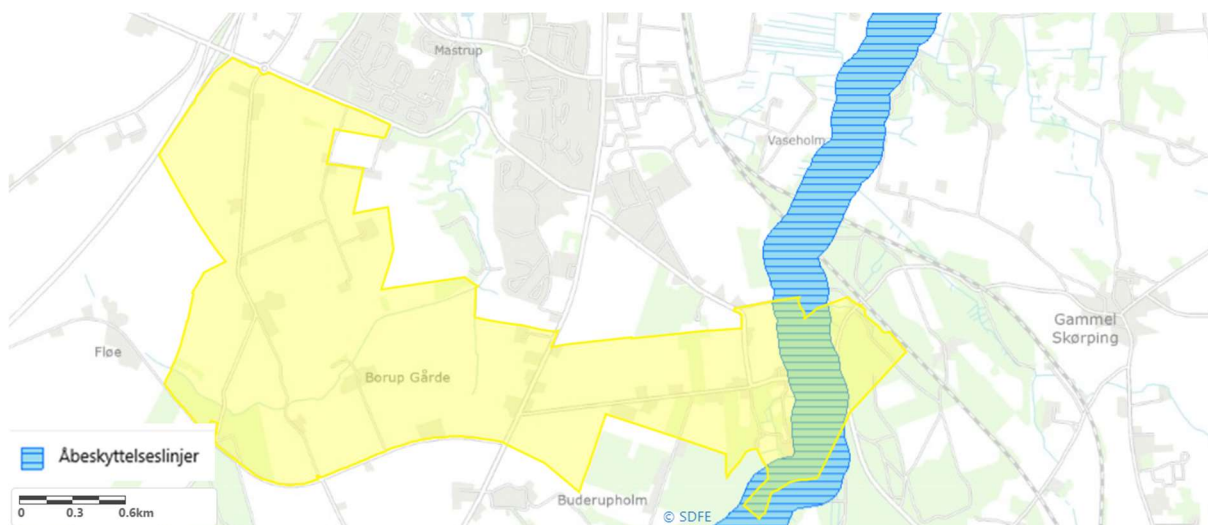 Mastrup
Vaseholm
Gammel
Skørping
Fløe
Borup Gårde
Åbeskyttelseslinjer
Buderupholm
0 0.3 0.6km
© SDFE